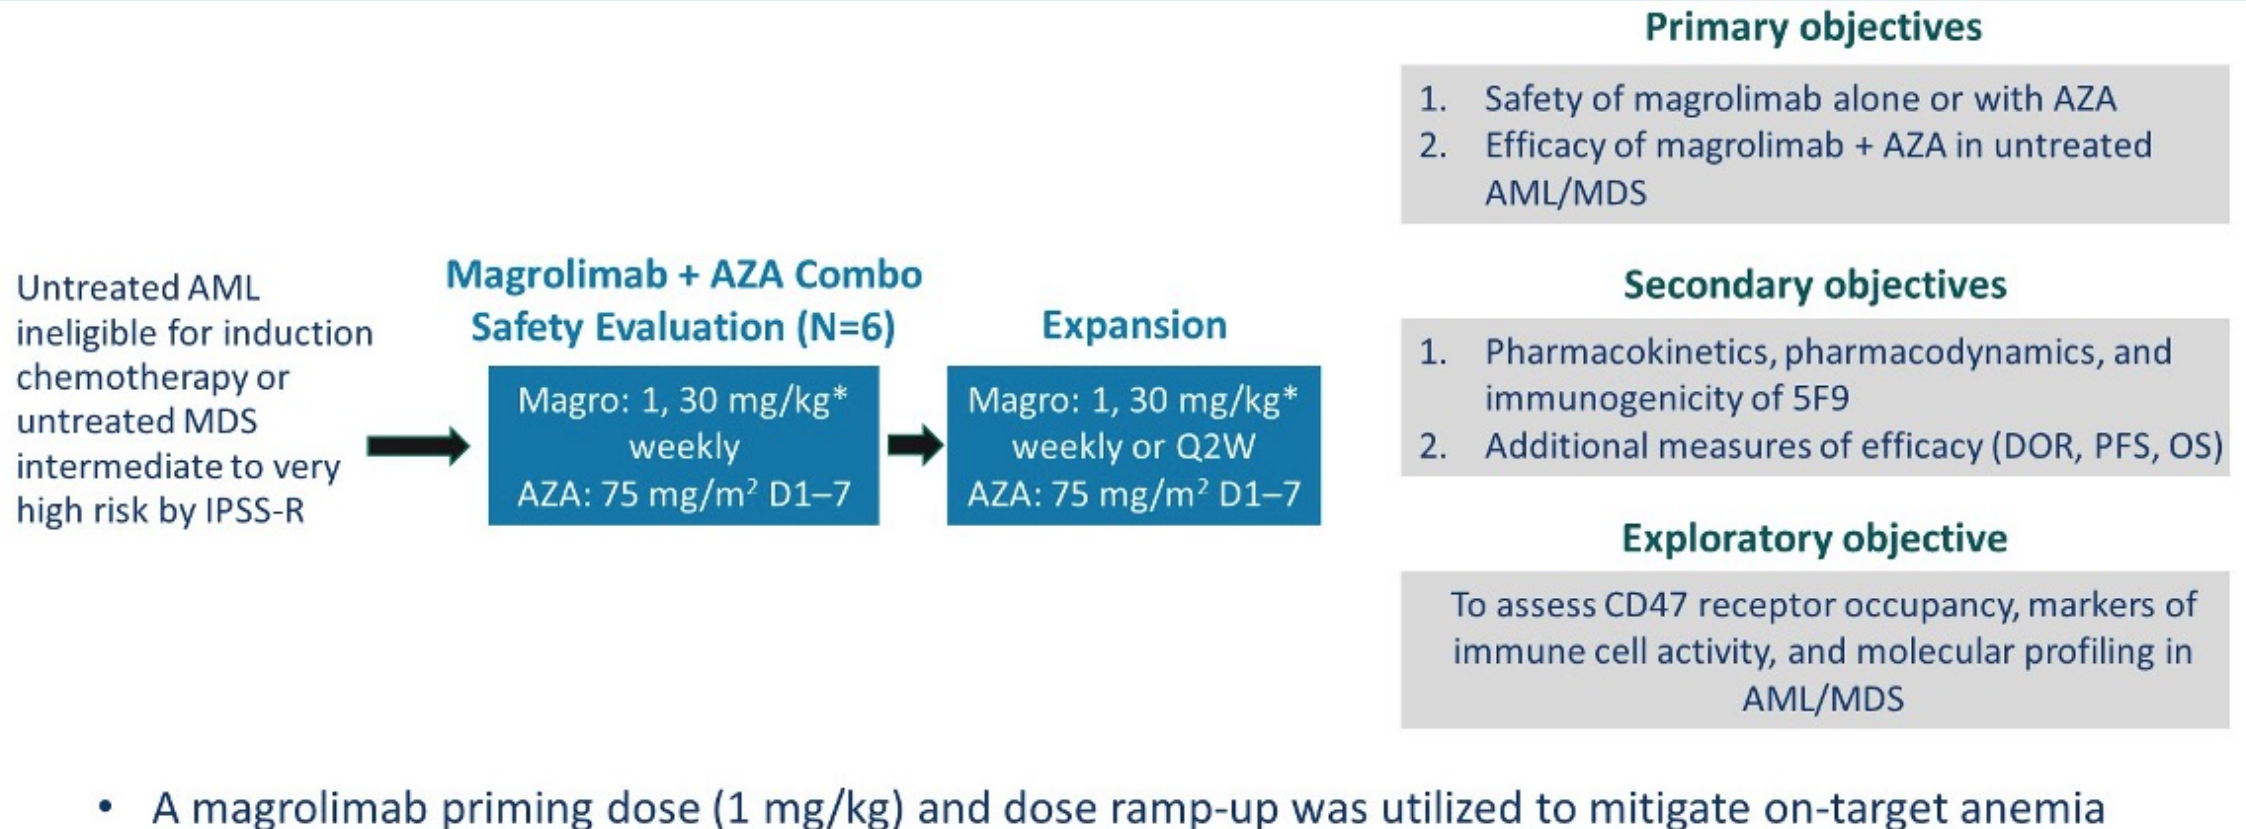 Untreated AML
ineligible for induction
chemotherapy or
untreated MDS
intermediate to very
high risk by IPSS-R
Magrolimab + AZA Combo
Safety Evaluation (N=6)
Magro: 1, 30 mg/kg*
weekly
AZA: 75 mg/m² D1–7
Expansion
Magro: 1, 30 mg/kg*
weekly or Q2W
AZA: 75 mg/m² D1–7
Primary objectives
1. Safety of magrolimab alone or with AZA
2. Efficacy of magrolimab + AZA in untreated
AML/MDS
Secondary objectives
1. Pharmacokinetics, pharmacodynamics, and
immunogenicity of 5F9
2. Additional measures of efficacy (DOR, PFS, OS)
Exploratory objective
To assess CD47 receptor occupancy, markers of
immune cell activity, and molecular profiling in
AML/MDS
• A magrolimab priming dose (1 mg/kg) and dose ramp-up was utilized to mitigate on-target anemia